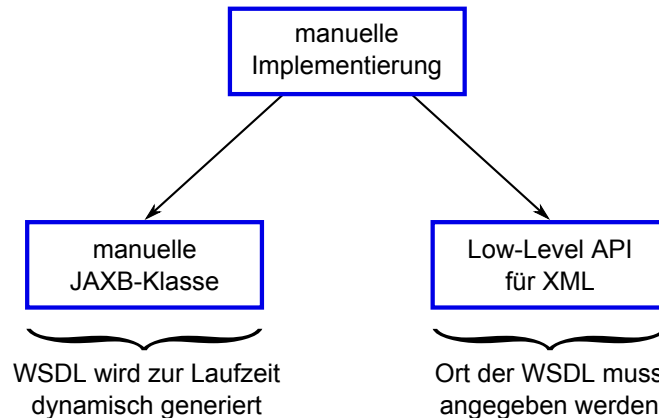 manuelle
Implementierung
manuelle
JAXB-Klasse
Low-Level API
für XML
WSDL wird zur Laufzeit
dynamisch generiert
Ort der WSDL muss
angegeben werden